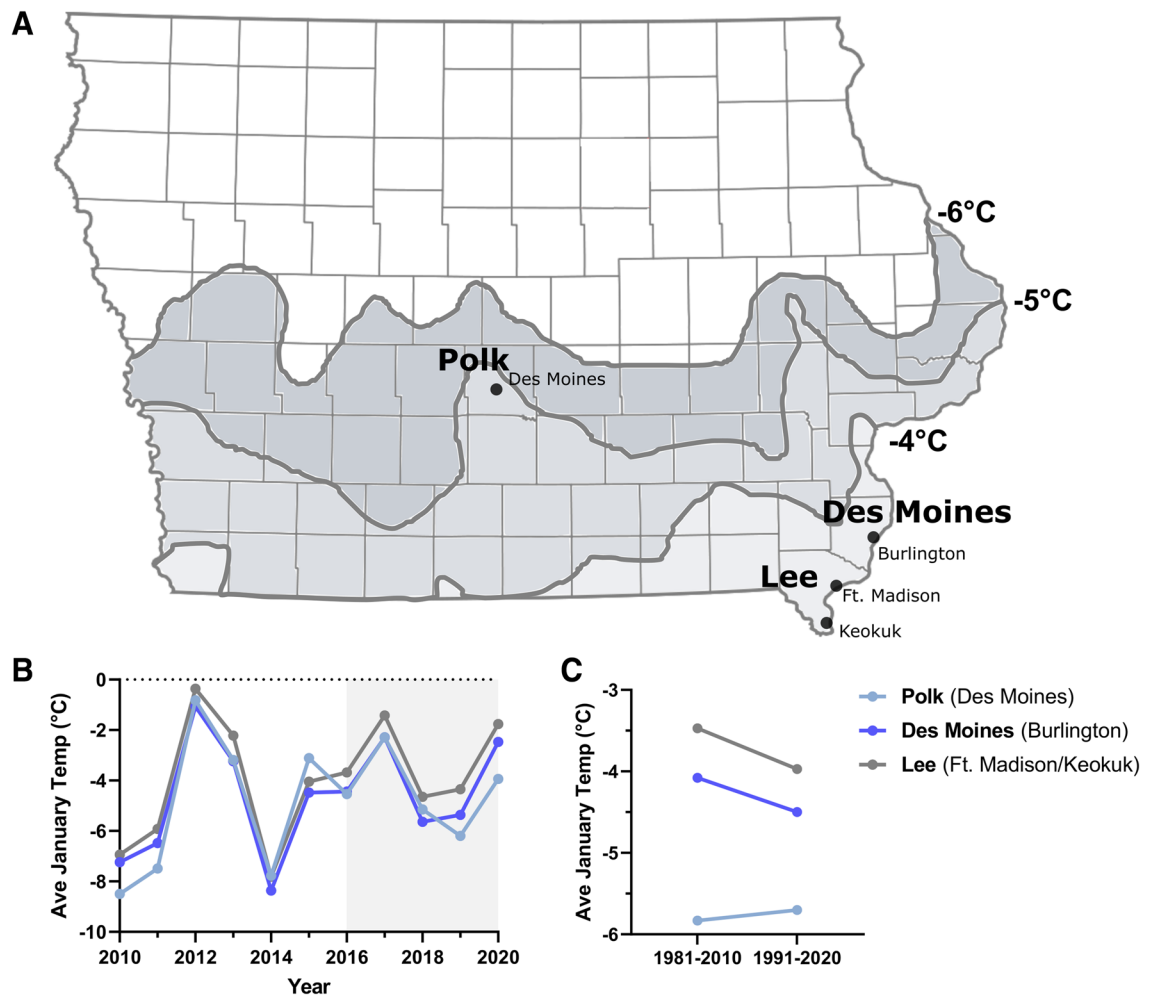 A
-6°C
-5°C
Polk
Des Moines
-4°C
Des Moines
Burlington
Lee
Ft. Madison
Keokuk
B
Ave January Temp (°C)
0
-2
-4
-6
-8
-10
2010 2012 2014 2016 2018 2020
Year
C
Ave January Temp (°C)
-3
-4
-5
-6
1981-2010 1991-2020
Polk (Des Moines)
Des Moines (Burlington)
Lee (Ft. Madison/Keokuk)